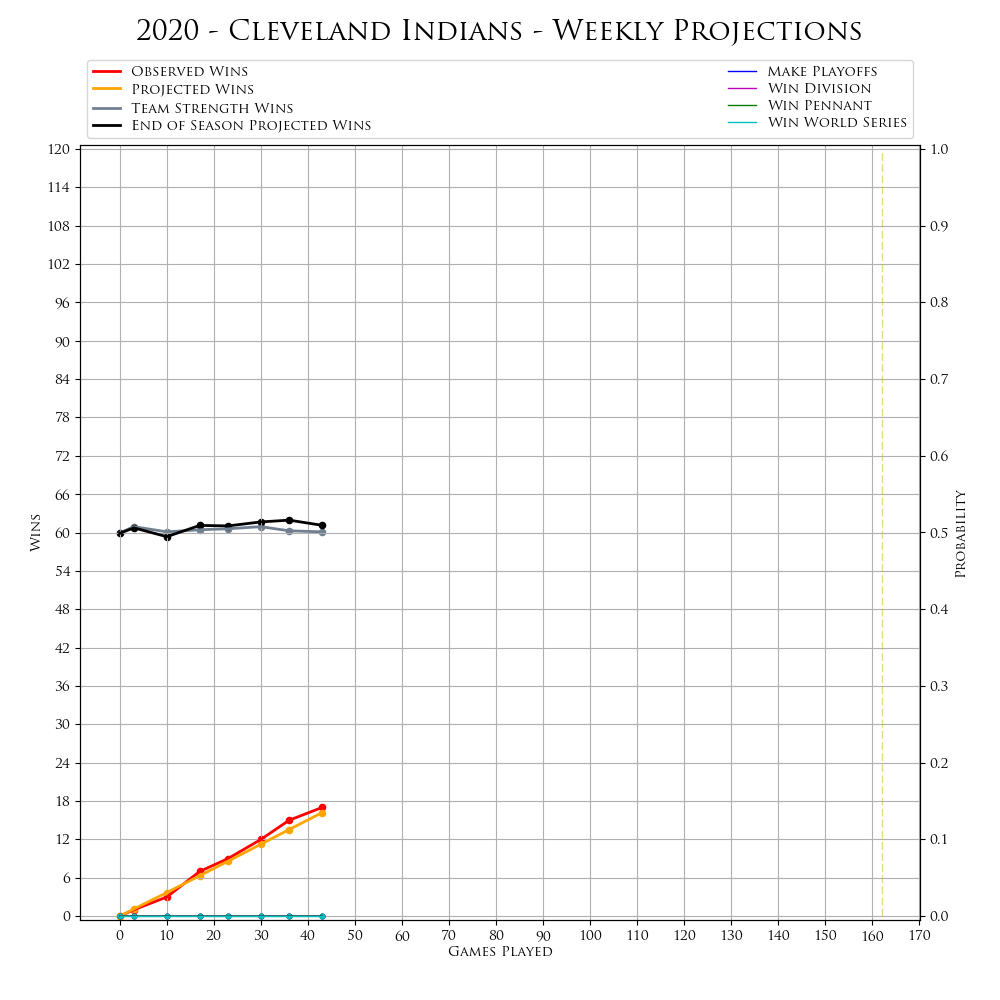 2020 - Cleveland Indians - Weekly Projections
Observed Wins
Projected Wins
Team Strength Wins
End of Season Projected Wins
Make Playoffs
Win Division
Win Pennant
Win World Series
120
114
108
102
96
90
84
78
72
66
60
54
48
42
36
30
24
18
12
6
0
Wins
1.0
0.9
0.8
0.7
0.6
0.5
0.4
0.3
0.2
0.1
0.0
Probability
0 10 20 30 40 50 60 70 80 90 100 110 120 130 140 150 160 170
Games Played